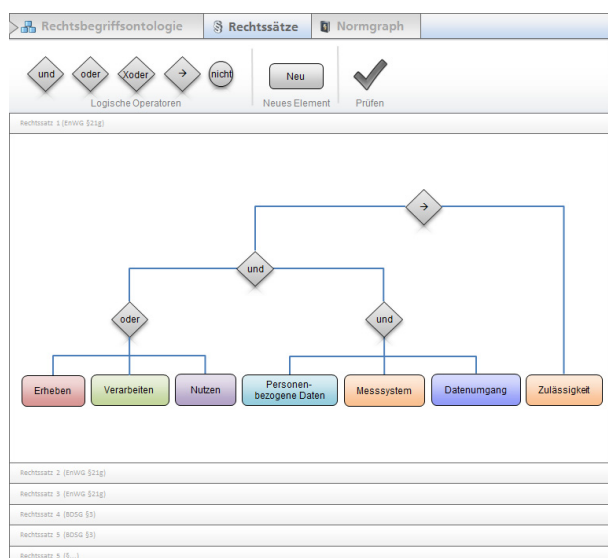 Rechtsbegriffsontologie
§ Rechtssätze
Normgraph
und
oder
Xoder
→
nicht
Neu
Logische Operatoren
Neues Element
Prüfen
Rechtssatz 1 (EnWG §21g)
→
und
oder
und
Erheben
Verarbeiten
Nutzen
Personen-
bezogene Daten
Messsystem
Datenumgang
Zulässigkeit
Rechtssatz 2 (EnWG §21g)
Rechtssatz 3 (EnWG §21g)
Rechtssatz 4 (BDSG §3)
Rechtssatz 5 (BDSG §3)
Rechtssatz 5 (§...)